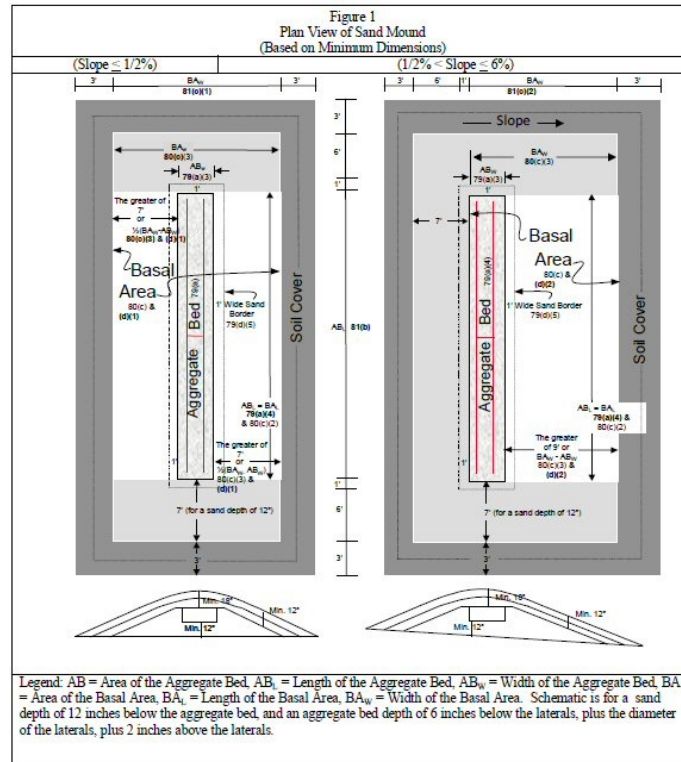 Figure 1
Plan View of Sand Mound
(Based on Minimum Dimensions)
(Slope ≤ 1/2%)
(1/2% < Slope ≤ 6%)
3'
BAw
3'
81(c)(1)
3'
6'
1'
BAw
3'
81(c)(2)
BAw
80(c)(3)
ABw
79(a)(3)
1'
The greater of
7'
or
½(BAw-ABw)
80(c)(3) & (d)(1)
Basal
Area
80(c) &
(d)(1)
Aggregate Bed 79(a)
1' Wide Sand
Border
79(d)(5)
Soil Cover
ABL = BAL
79(a)(4)
& 80(c)(2)
The greater of
7'
or
½(BAw-ABw)
80(c)(3) &
(d)(1)
1'
7' (for a sand depth of 12")
3'
3'
6'
1'
ABL 81(b)
1'
6'
3'
Slope
BAw
80(c)(3)
ABw
79(a)(3)
1'
7'
Basal
Area
80(c) &
(d)(2)
Aggregate Bed 79(a)(4)
1' Wide Sand Border
79(d)(5)
Soil Cover
ABL = BAL
79(a)(4) &
80(c)(2)
The greater
of 9' or
BAw - ABw
80(c)(3) &
(d)(2)
7' (for a sand depth of 12")
3'
Min. 18"
Min. 12"
Min. 12"
Min. 18"
Min. 12"
Min. 12"
Legend: AB = Area of the Aggregate Bed, ABL = Length of the Aggregate Bed, ABW = Width of the Aggregate Bed, BA
= Area of the Basal Area, BAL = Length of the Basal Area, BAW = Width of the Basal Area. Schematic is for a sand
depth of 12 inches below the aggregate bed, and an aggregate bed depth of 6 inches below the laterals, plus the diameter
of the laterals, plus 2 inches above the laterals.